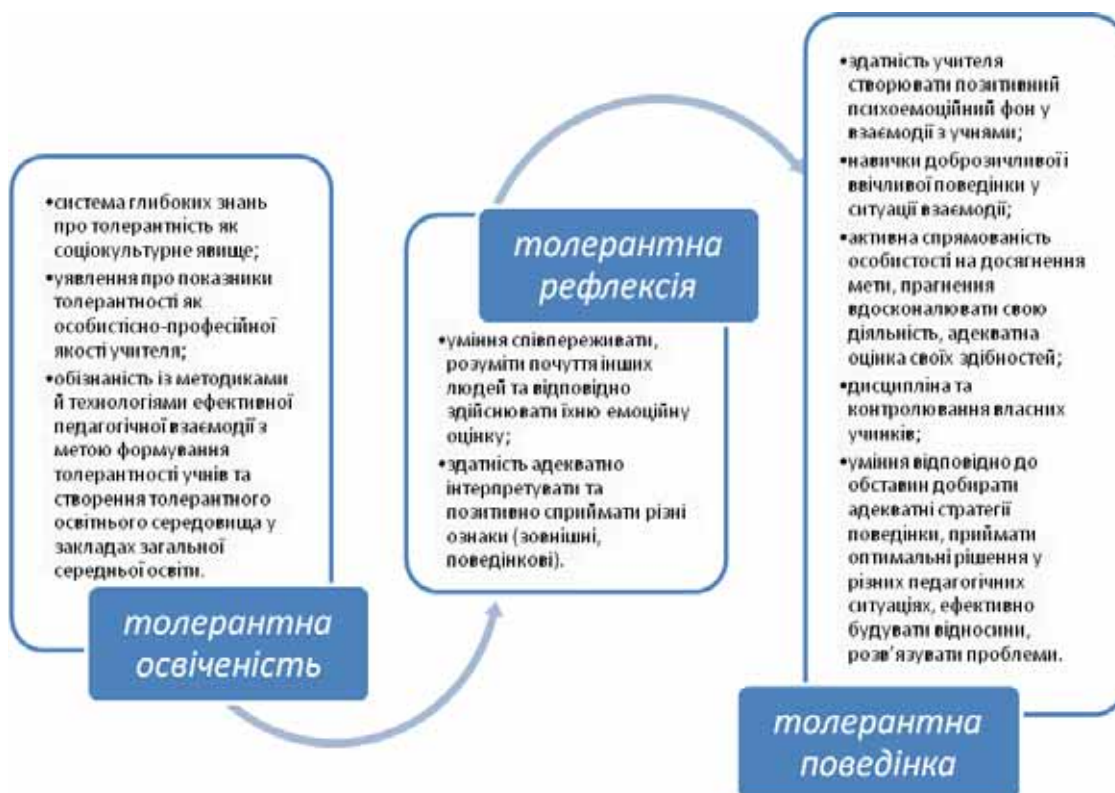 •система глибоких знань
про толерантність як
соціокультурне явище;
•уявлення про показники
толерантності як
особистісно-професійної
якості учителя;
•обізнаність із методиками
й технологіями ефективної
педагогічної взаємодії з
метою формування
толерантності учнів та
створення толерантного
освітнього середовища у
закладах загальної
середньої освіти.
толерантна
освіченість
толерантна
рефлексія
•уміння співпереживати,
розуміти почуття інших
людей та відповідно
здійснювати їхню емоційну
оцінку;
•здатність адекватно
інтерпретувати та
позитивно сприймати різні
ознаки (зовнішні,
поведінкові).
•здатність учителя
створювати позитивний
психоемоційний фон у
взаємодії з учнями;
•навички доброзичливої і
ввічливої поведінки у
ситуації взаємодії;
•активна спрямованість
особистості на досягнення
мети, прагнення
вдосконалювати свою
діяльність, адекватна
оцінка своїх здібностей;
•дисципліна та
контролювання власних
учинків;
•уміння відповідно до
обставин добирати
адекватні стратегії
поведінки, приймати
оптимальні рішення у
різних педагогічних
ситуаціях, ефективно
будувати відносини,
розв’язувати проблеми.
толерантна
поведінка